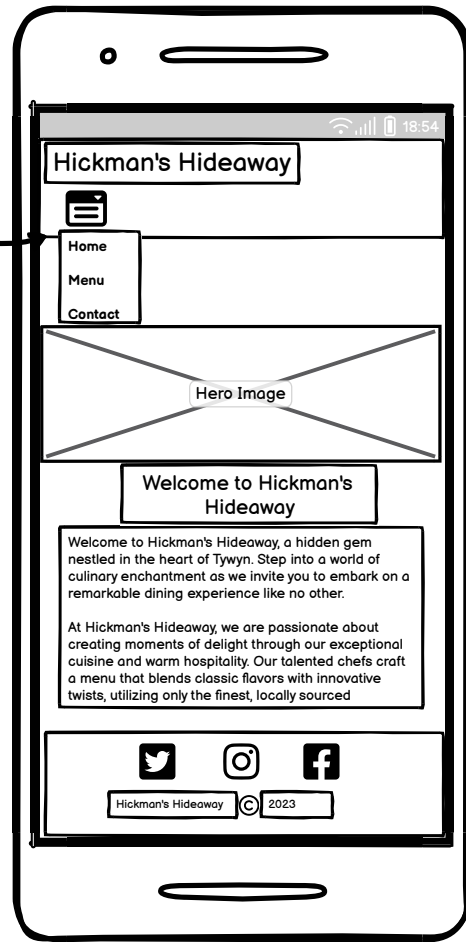 18:54
Hickman's Hideaway
Home
Menu
Contact
Hero Image
Welcome to Hickman's
Hideaway
Welcome to Hickman's Hideaway, a hidden gem
nestled in the heart of Tywyn. Step into a world of
culinary enchantment as we invite you to embark on a
remarkable dining experience like no other.
At Hickman's Hideaway, we are passionate about
creating moments of delight through our exceptional
cuisine and warm hospitality. Our talented chefs craft
a menu that blends classic flavors with innovative
twists, utilizing only the finest, locally sourced
Hickman's Hideaway © 2023